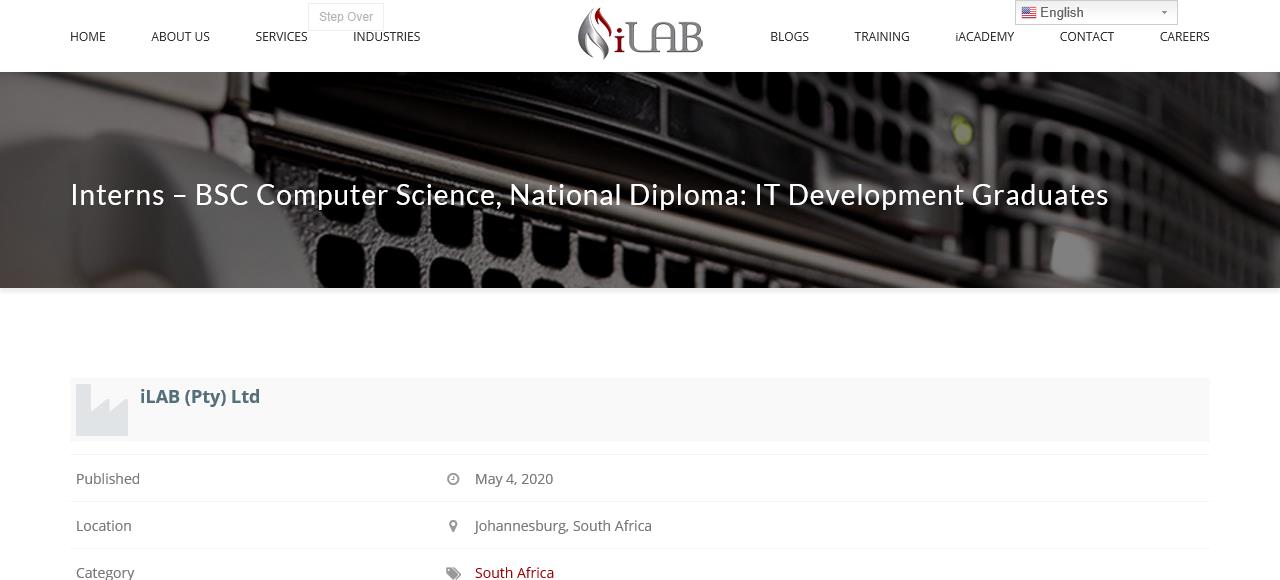 Step Over
English
HOME ABOUT US SERVICES INDUSTRIES iLAB BLOGS TRAINING iACADEMY CONTACT CAREERS
Interns – BSC Computer Science, National Diploma: IT Development Graduates
iLAB (Pty) Ltd
Published May 4, 2020
Location Johannesburg, South Africa
Category South Africa